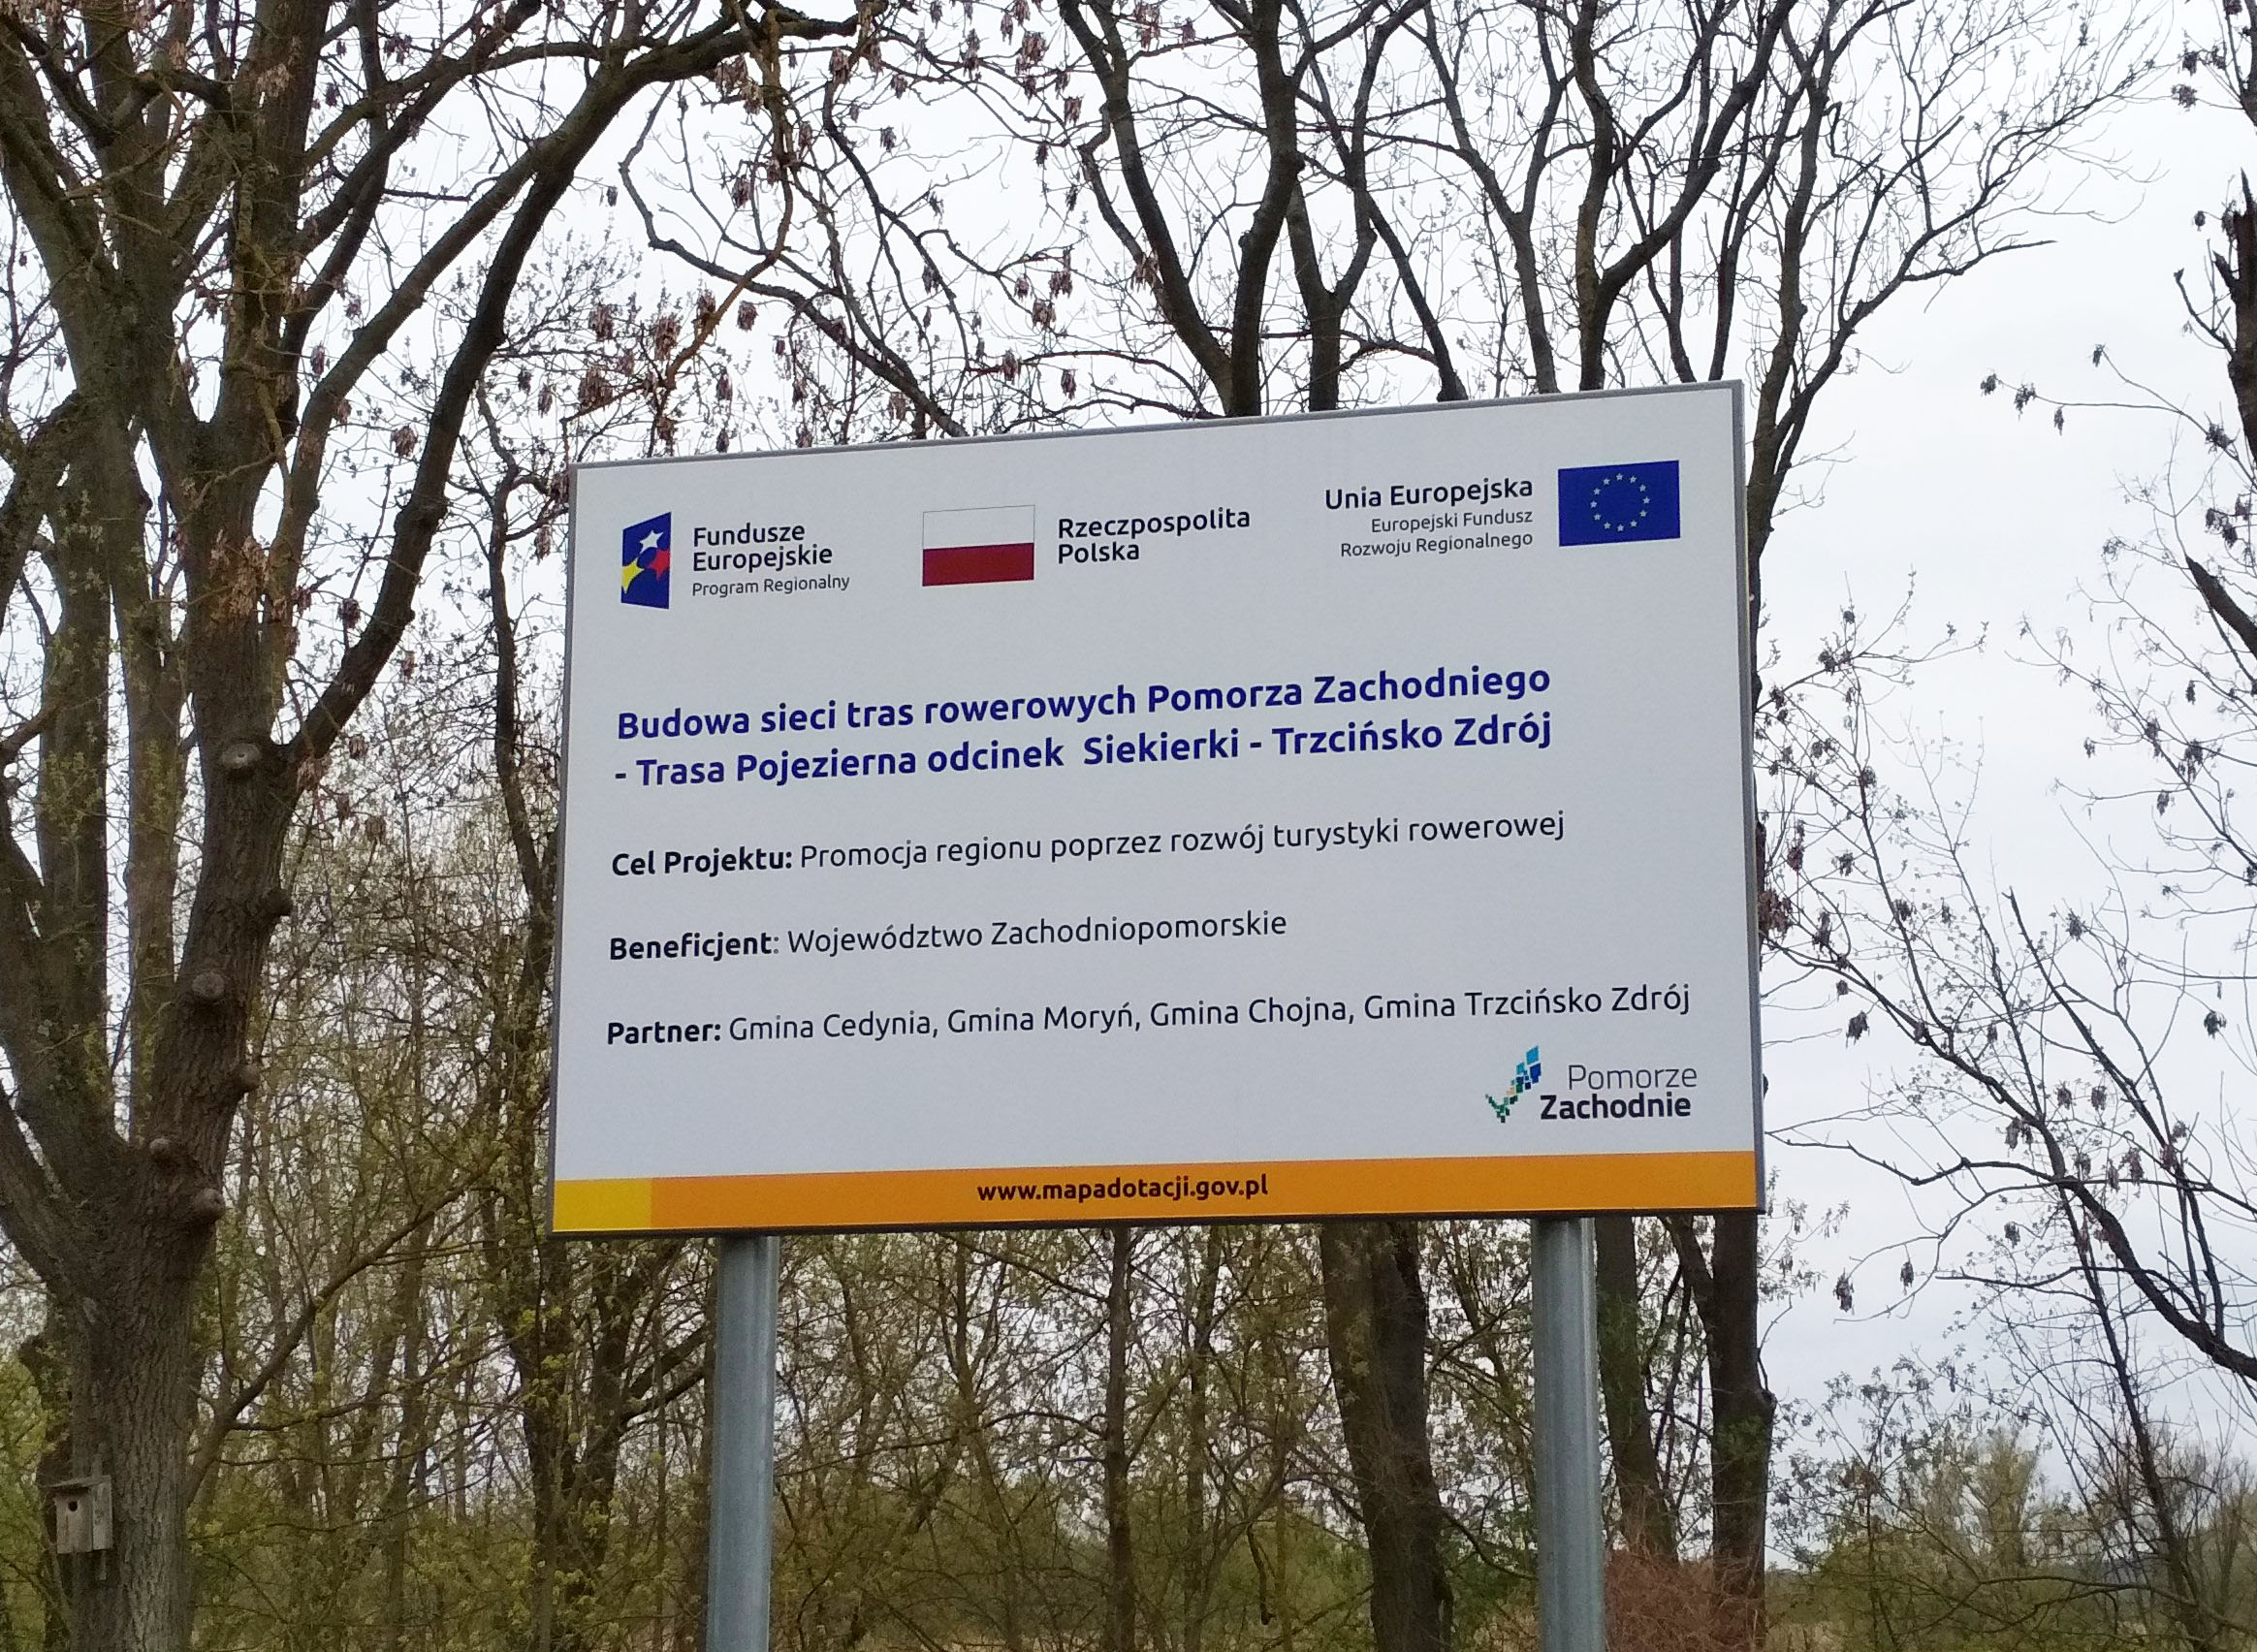 Fundusze
Europejskie
Program Regionalny
Rzeczpospolita
Polska
Unia Europejska
Europejski Fundusz
Rozwoju Regionalnego
Budowa sieci tras rowerowych Pomorza Zachodniego
- Trasa Pojezierna odcinek Siekierki - Trzcińsko Zdrój
Cel Projektu: Promocja regionu poprzez rozwój turystyki rowerowej
Beneficjent: Województwo Zachodniopomorskie
Partner: Gmina Cedynia, Gmina Moryń, Gmina Chojna, Gmina Trzcińsko Zdrój
Pomorze
Zachodnie
www.mapadotacji.gov.pl